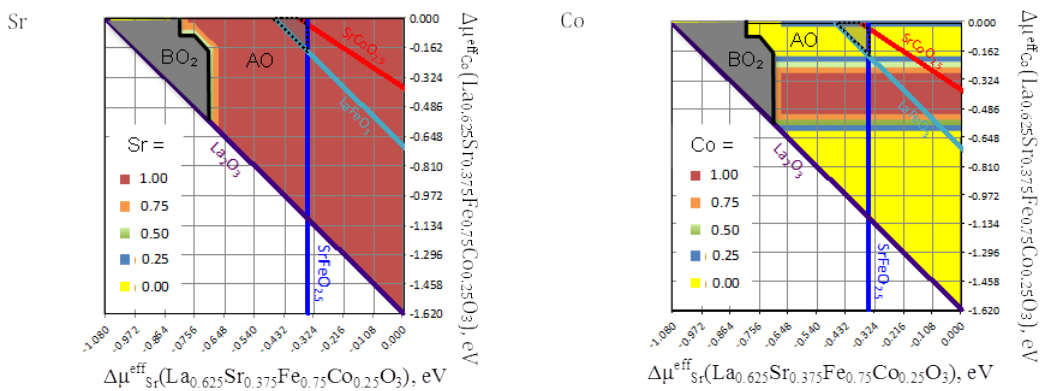 Sr
BO₂
AO
SrCoO₂.₅
LaFeO₃
La₂O₃
SrFeO₂.₅
Sr =
1.00
0.75
0.50
0.25
0.00
0.000
-0.162
-0.324
-0.486
-0.648
-0.810
-0.972
-1.134
-1.296
-1.458
-1.620
Δμᵉᶠᶠ_Co(La₀.₆₂₅Sr₀.₃₇₅Fe₀.₇₅Co₀.₂₅O₃), eV
-1.080
-0.972
-0.864
-0.756
-0.648
-0.540
-0.432
-0.324
-0.216
-0.108
0.000
Δμᵉᶠᶠ_Sr(La₀.₆₂₅Sr₀.₃₇₅Fe₀.₇₅Co₀.₂₅O₃), eV
Co
BO₂
AO
SrCoO₂.₅
LaFeO₃
La₂O₃
SrFeO₂.₅
Co =
1.00
0.75
0.50
0.25
0.00
0.000
-0.162
-0.324
-0.486
-0.648
-0.810
-0.972
-1.134
-1.296
-1.458
-1.620
Δμᵉᶠᶠ_Co(La₀.₆₂₅Sr₀.₃₇₅Fe₀.₇₅Co₀.₂₅O₃), eV
-1.080
-0.972
-0.864
-0.756
-0.648
-0.540
-0.432
-0.324
-0.216
-0.108
0.000
Δμᵉᶠᶠ_Sr(La₀.₆₂₅Sr₀.₃₇₅Fe₀.₇₅Co₀.₂₅O₃), eV